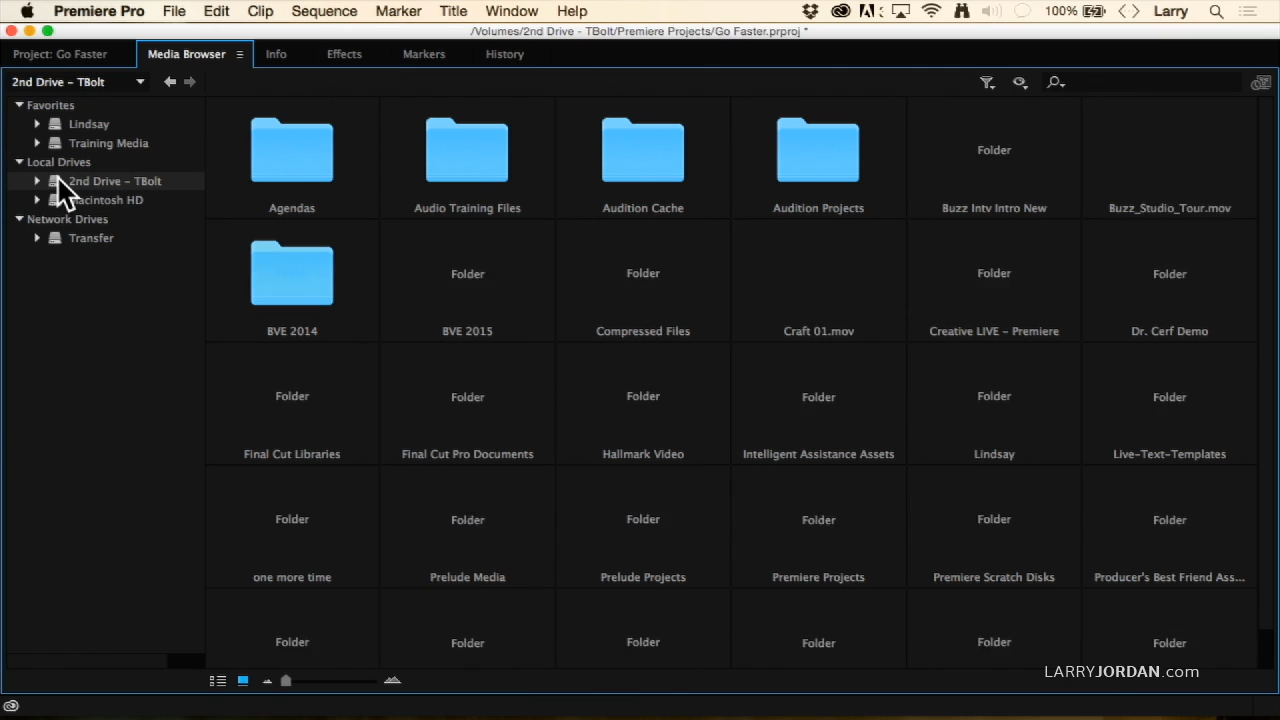 Premiere Pro File Edit Clip Sequence Marker Title Window Help 100% Larry
/Volumes/2nd Drive - TBolt/Premiere Projects/Go Faster.prproj *
Project: Go Faster Media Browser Info Effects Markers History
2nd Drive - TBolt
Favorites
Lindsay
Training Media
Local Drives
2nd Drive - TBolt
Network Drives
Transfer
Folder
Agendas Audio Training Files Audition Cache Audition Projects Buzz Intv Intro New Buzz_Studio_Tour.mov
Folder Folder Folder Folder
BVE 2014 BVE 2015 Compressed Files Craft 01.mov Creative LIVE - Premiere Dr. Cerf Demo
Folder Folder Folder Folder Folder Folder
Final Cut Libraries Final Cut Pro Documents Hallmark Video Intelligent Assistance Assets Lindsay Live-Text-Templates
Folder Folder Folder Folder Folder Folder
one more time Prelude Media Prelude Projects Premiere Projects Premiere Scratch Disks Producer's Best Friend Ass...
Folder Folder Folder Folder Folder Folder
LARRYJORDAN.com